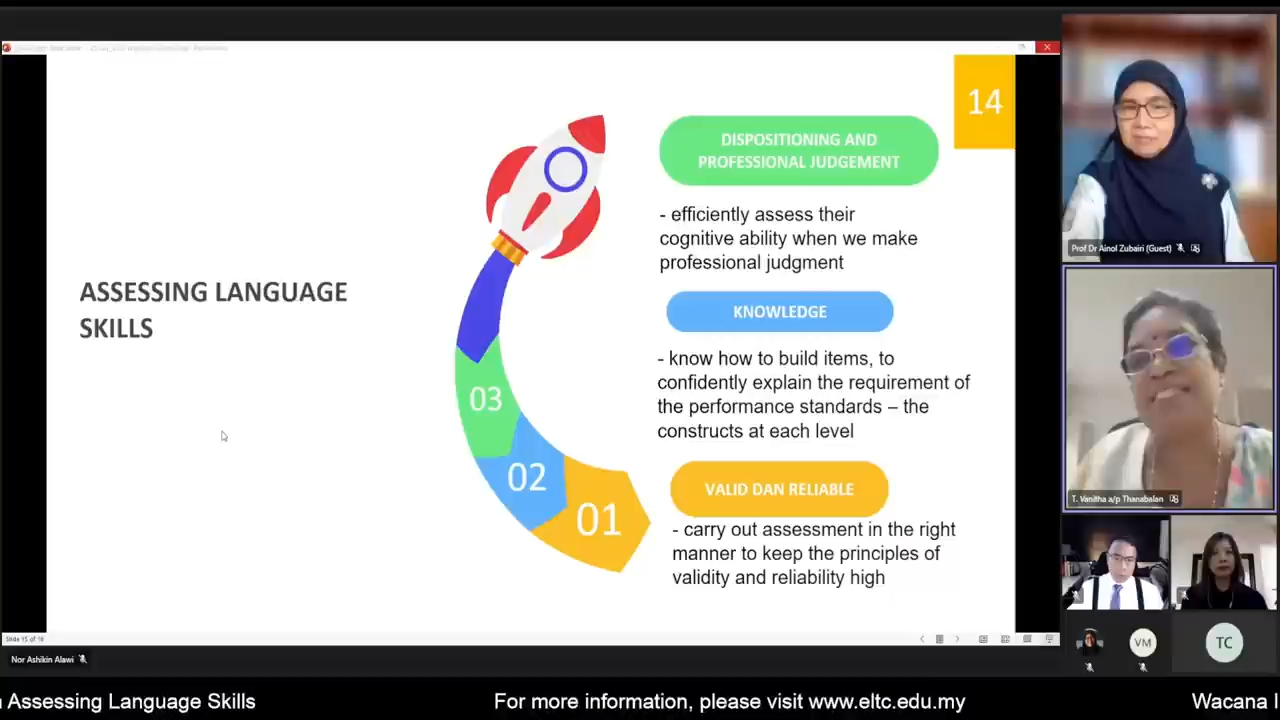 14
DISPOSITIONING AND
PROFESSIONAL JUDGEMENT
- efficiently assess their
cognitive ability when we make
professional judgment
ASSESSING LANGUAGE
SKILLS
KNOWLEDGE
- know how to build items, to
confidently explain the requirement of
the performance standards – the
constructs at each level
03
02
01
VALID DAN RELIABLE
- carry out assessment in the right
manner to keep the principles of
validity and reliability high
Slide 15 of 16
Nor Ashikin Alawi
Prof Dr Ainol Zubairi (Guest)
T. Vanitha a/p Thanabalan
VM
TC
Assessing Language Skills
For more information, please visit www.eltc.edu.my
Wacana